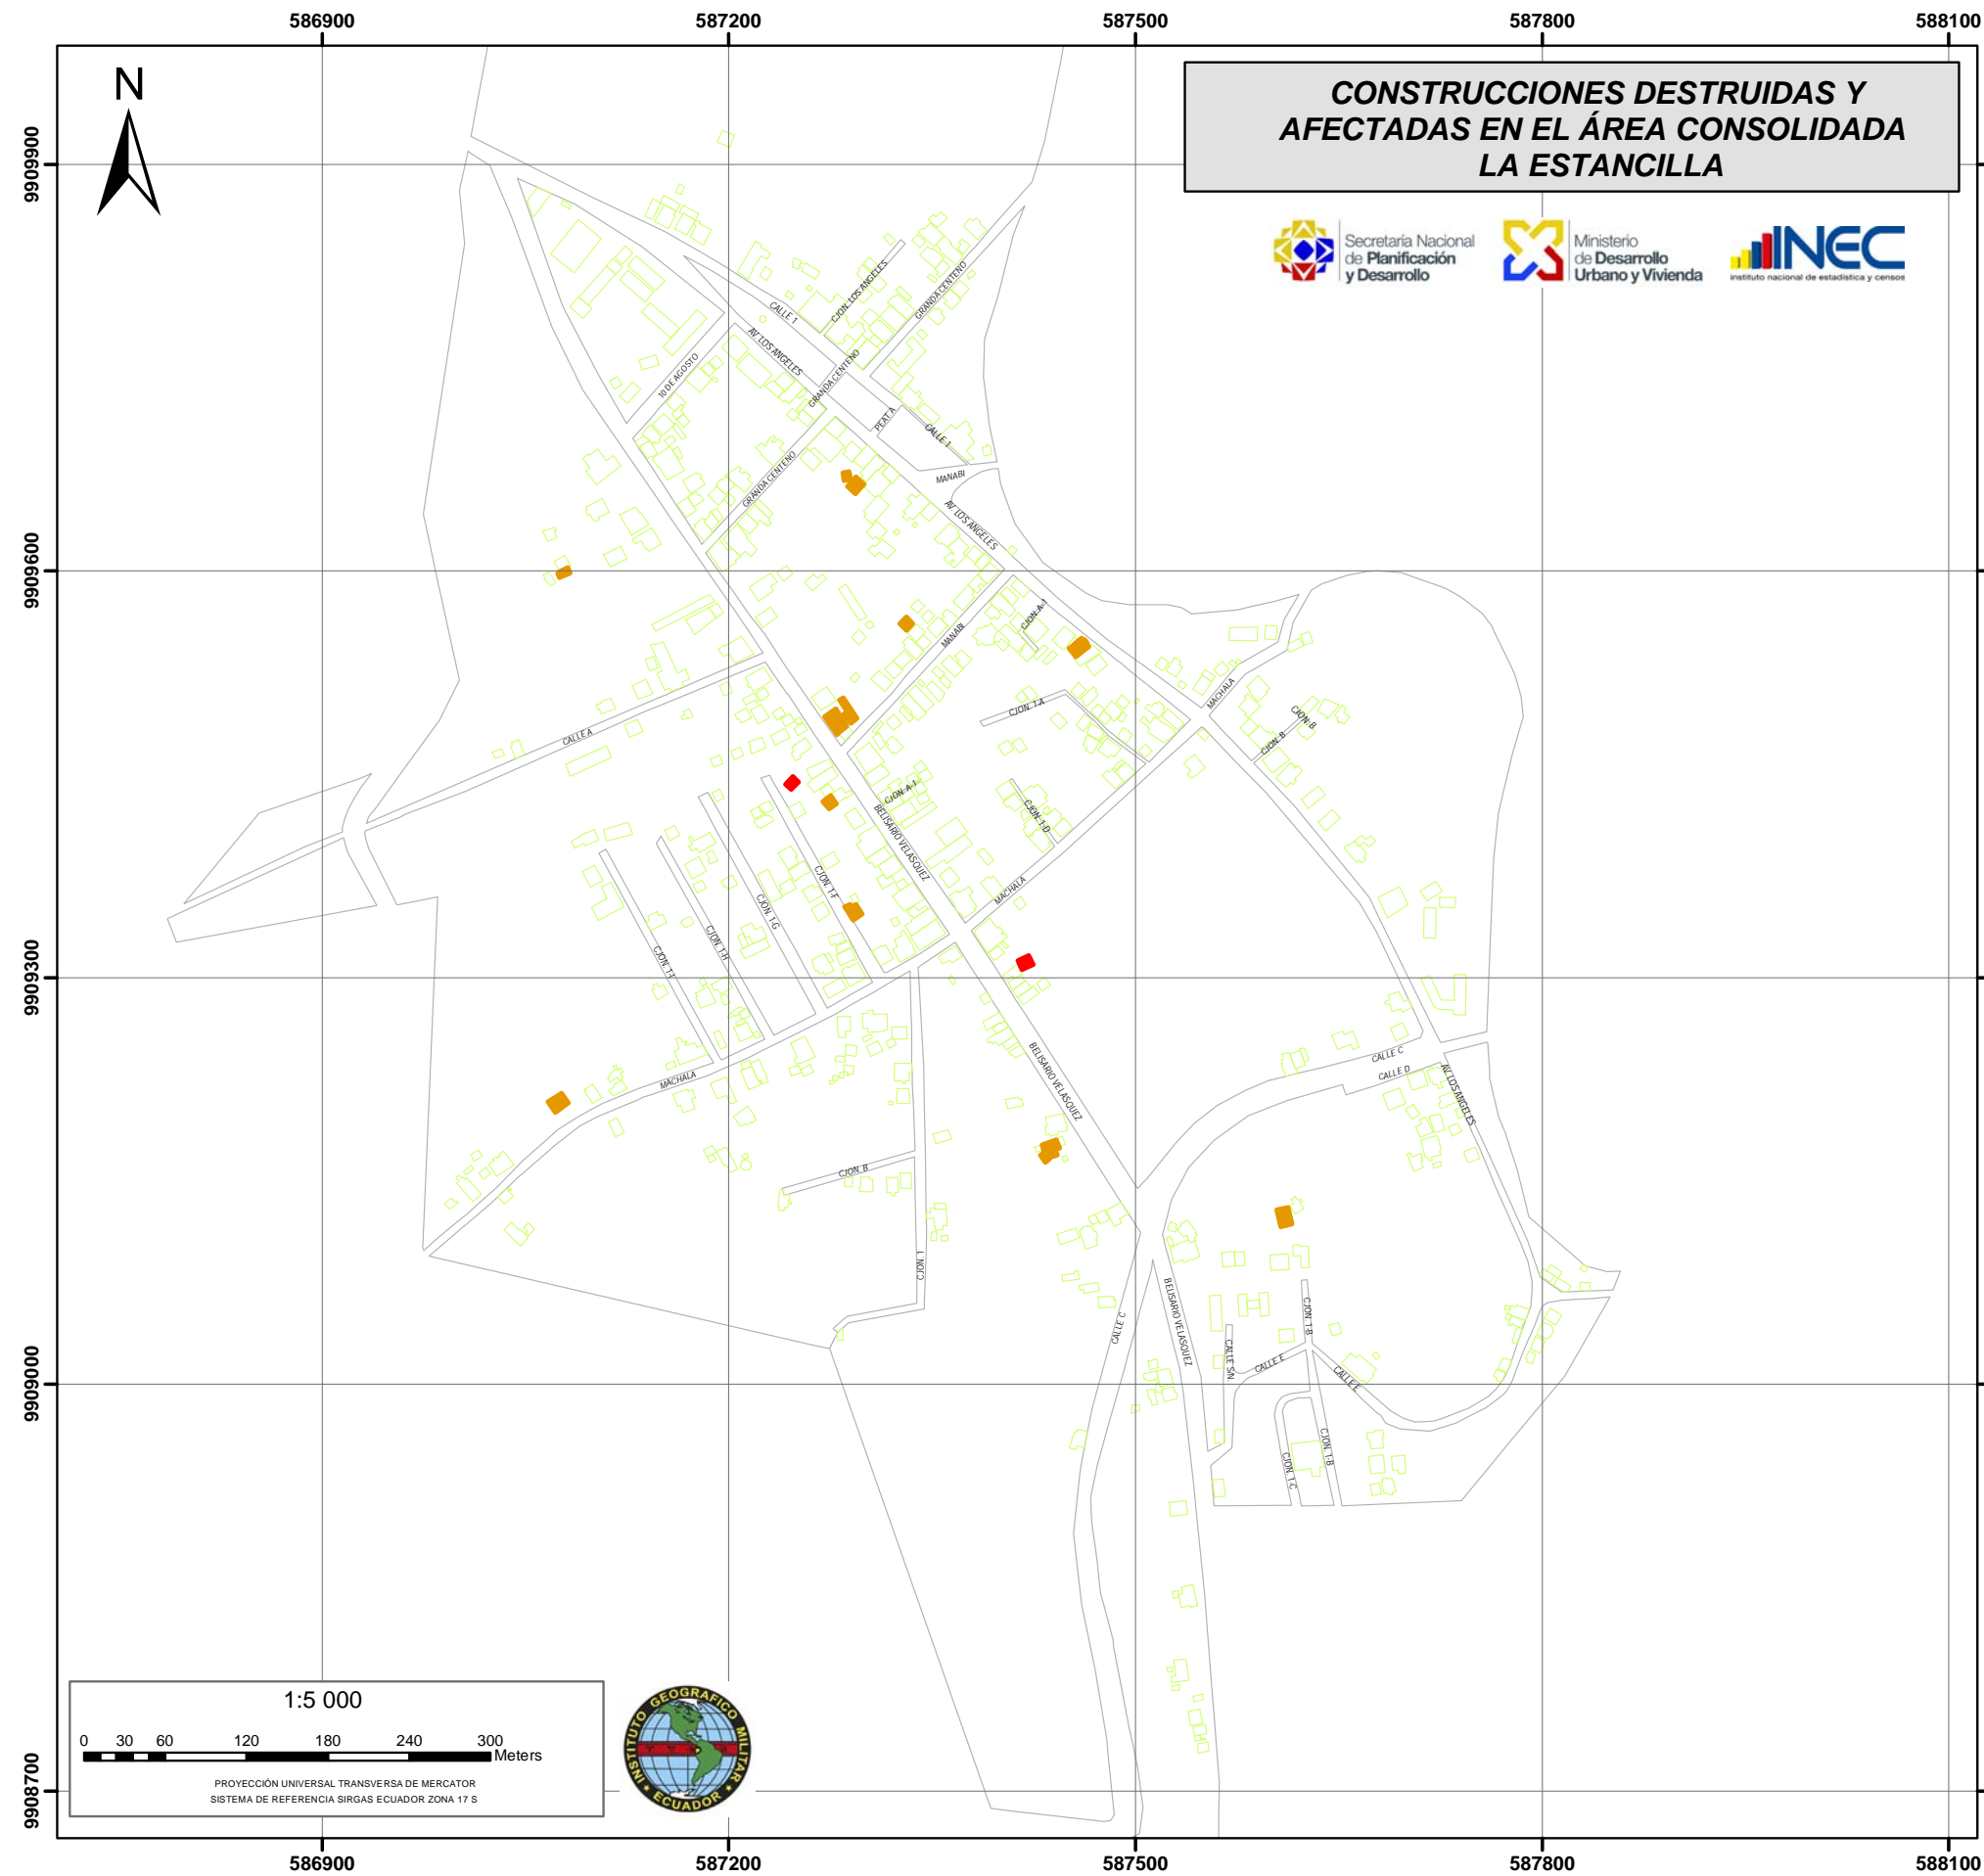 586900
587200
587500
587800
588100
N
CONSTRUCCIONES DESTRUIDAS Y
AFECTADAS EN EL ÁREA CONSOLIDADA
LA ESTANCILLA
9909900
Secretaría Nacional
de Planificación
y Desarrollo
Ministerio
de Desarrollo
Urbano y Vivienda
INEC
instituto nacional de estadística y censos
CJON. LOS ANGELES
GRANDA CENTENO
CALLE 1
AV. LOS ANGELES
10 DE AGOSTO
GRANDA CENTENO
PEAT. A
CALLE 1
GRANDA CENTENO
MANABI
AV. LOS ANGELES
9909600
CJON. A-1
MANABI
MACHALA
CJON. 1-A
CJON. B
CJON. B
CALLE A
CJON. A-1
BELISARIO VELASQUEZ
CJON. 1-D
CJON. 1-F
MACHALA
CJON. 1-G
CJON. 1-H
CJON. 1-I
9909300
BELISARIO VELASQUEZ
CALLE C
CALLE D
AV. LOS ANGELES
MACHALA
CJON. B
CJON. 1
BELISARIO VELASQUEZ
CALLE C
CJON. 1-B
CALLE S/N.
CALLE E
CALLE E
9909000
CJON. 1-B
CJON. 1-C
1:5 000
0 30 60 120 180 240 300
Meters
PROYECCIÓN UNIVERSAL TRANSVERSA DE MERCATOR
SISTEMA DE REFERENCIA SIRGAS ECUADOR ZONA 17 S
INSTITUTO GEOGRAFICO MILITAR
ECUADOR
9908700
586900
587200
587500
587800
588100